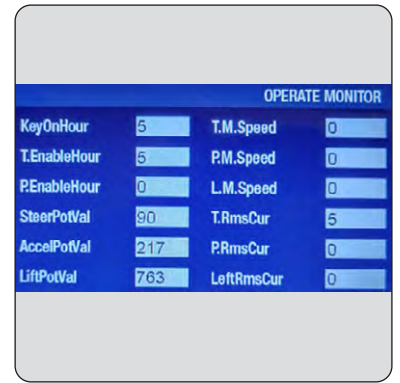 OPERATE MONITOR
KeyOnHour 5 T.M.Speed 0
T.EnableHour 5 P.M.Speed 0
P.EnableHour 0 L.M.Speed 0
SteerPotVal 90 T.RmsCur 5
AccelPotVal 217 P.RmsCur 0
LiftPotVal 763 LeftRmsCur 0